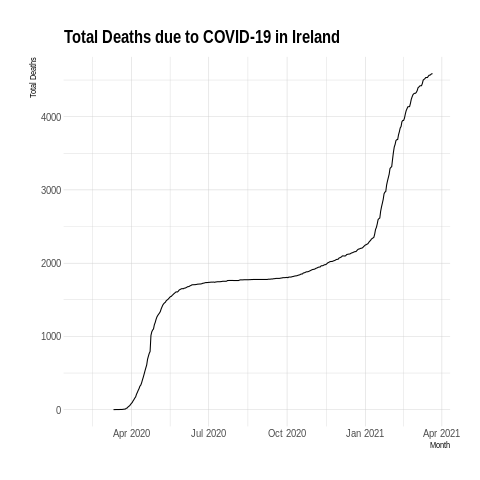 Total Deaths due to COVID-19 in Ireland
Total Deaths
4000
3000
2000
1000
0
Apr 2020 Jul 2020 Oct 2020 Jan 2021 Apr 2021
Month